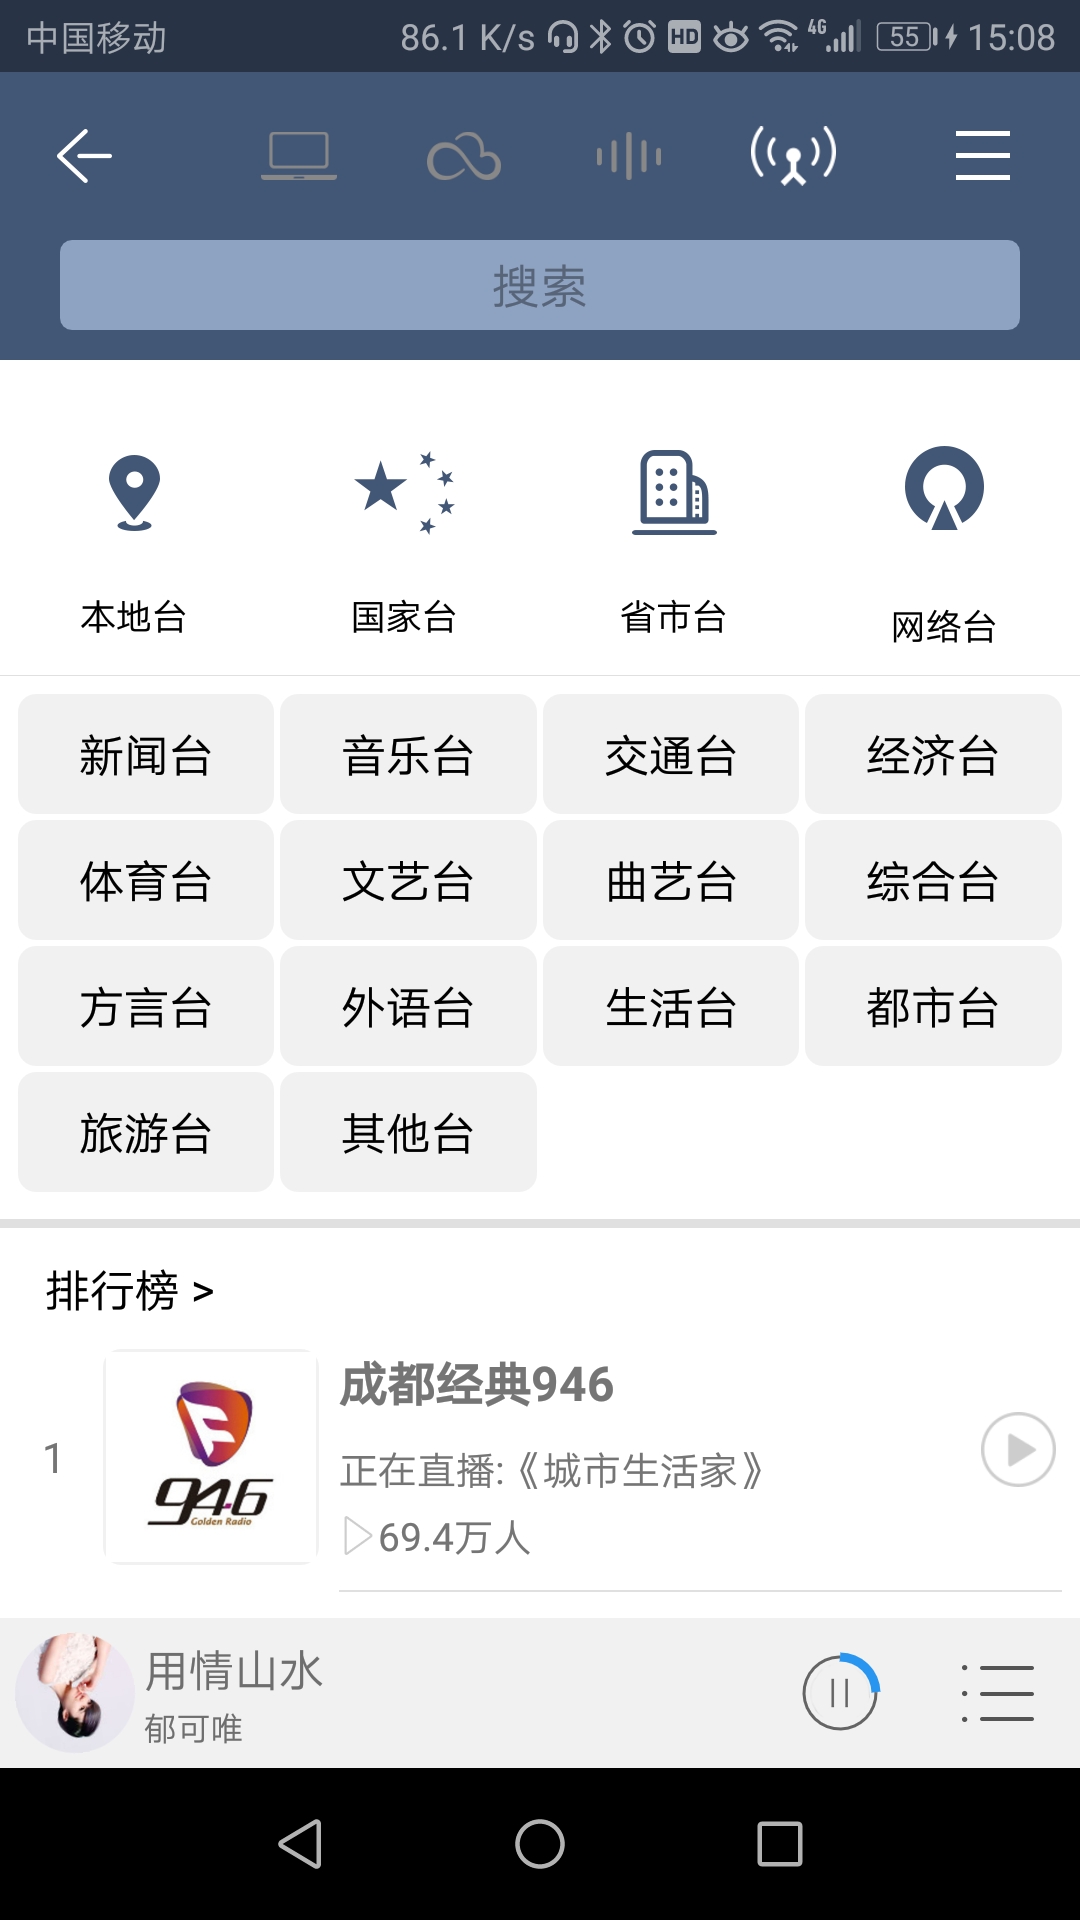 中国移动 86.1 K/s HD 4G 55 15:08
搜索
本地台 国家台 省市台 网络台
新闻台 音乐台 交通台 经济台
体育台 文艺台 曲艺台 综合台
方言台 外语台 生活台 都市台
旅游台 其他台
排行榜 >
1
946
Golden Radio
成都经典946
正在直播:《城市生活家》
69.4万人
用情山水
郁可唯